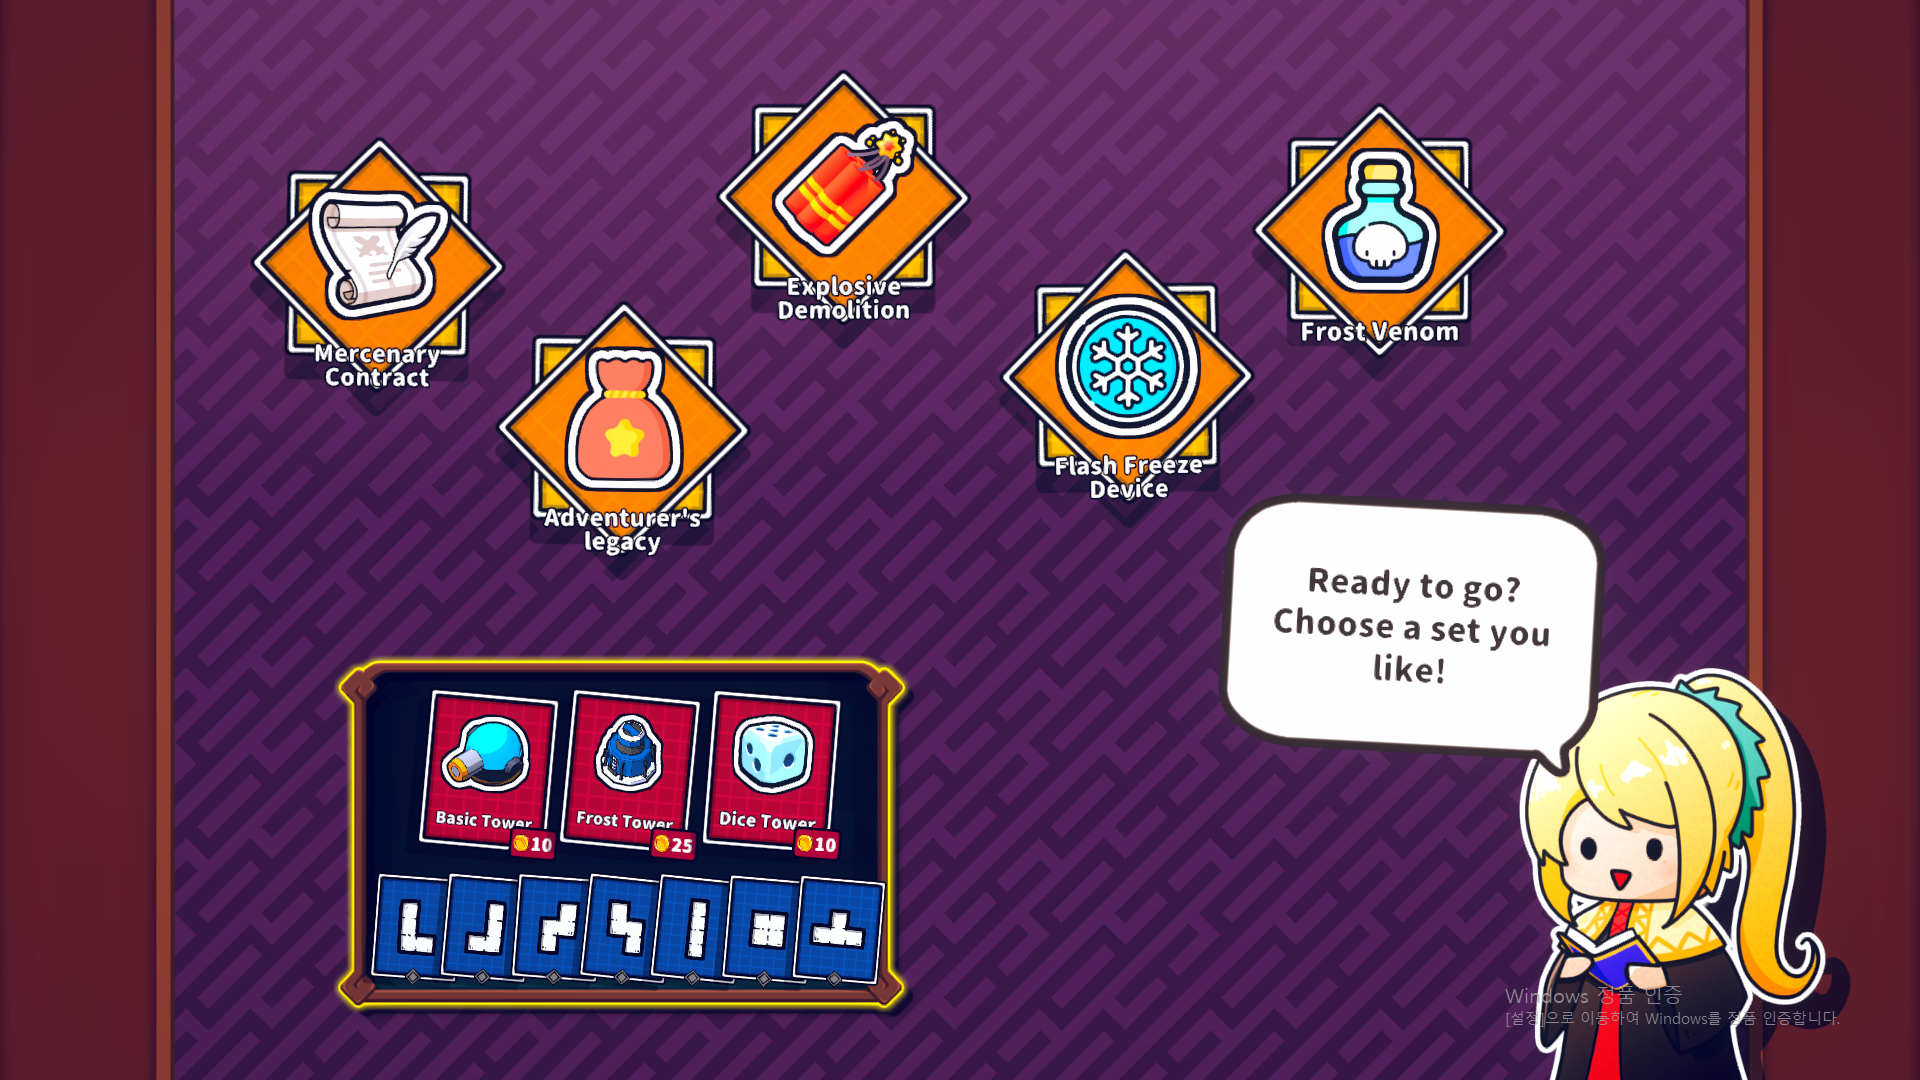 Explosive
Demolition
Frost Venom
Mercenary
Contract
Flash Freeze
Device
Adventurer's
legacy
Ready to go?
Choose a set you
like!
Basic Tower
10
Frost Tower
25
Dice Tower
10
Windows 정품 인증
[설정]으로 이동하여 Windows를 정품 인증합니다.